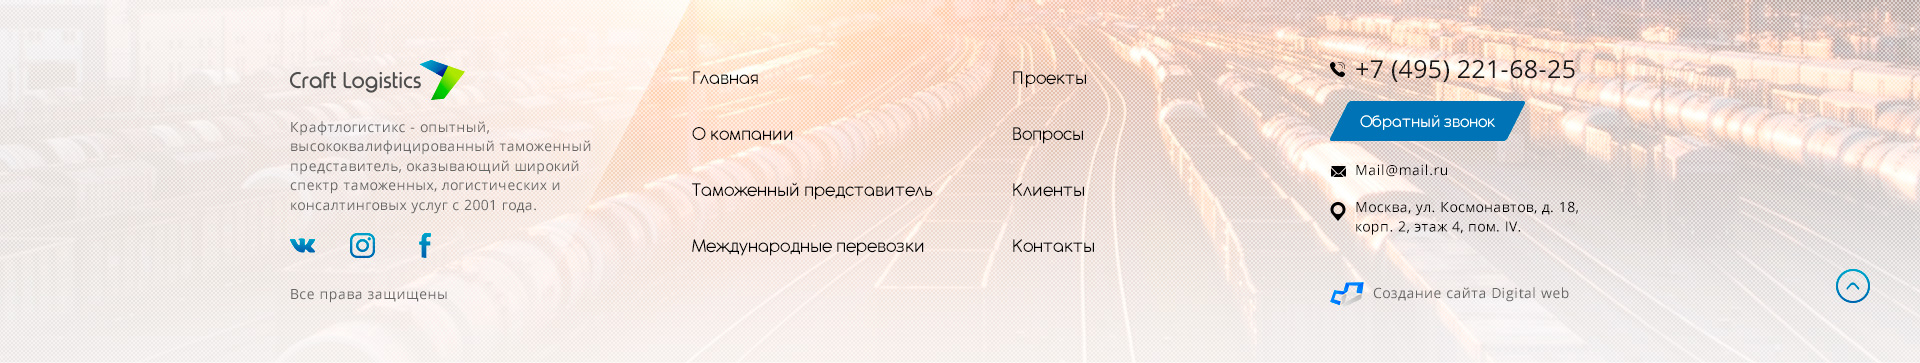 Craft Logistics
Крафтлогистикс - опытный,
высококвалифицированный таможенный
представитель, оказывающий широкий
спектр таможенных, логистических и
консалтинговых услуг с 2001 года.
Все права защищены
Главная
О компании
Таможенный представитель
Международные перевозки
Проекты
Вопросы
Клиенты
Контакты
+7 (495) 221-68-25
Обратный звонок
Mail@mail.ru
Москва, ул. Космонавтов, д. 18,
корп. 2, этаж 4, пом. IV.
Создание сайта Digital web